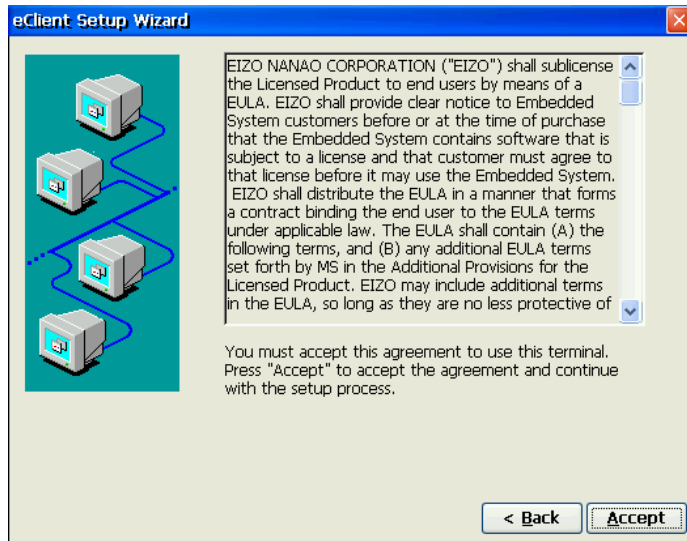 eClient Setup Wizard
EIZO NANAO CORPORATION ("EIZO") shall sublicense
the Licensed Product to end users by means of a
EULA. EIZO shall provide clear notice to Embedded
System customers before or at the time of purchase
that the Embedded System contains software that is
subject to a license and that customer must agree to
that license before it may use the Embedded System.
EIZO shall distribute the EULA in a manner that forms
a contract binding the end user to the EULA terms
under applicable law. The EULA shall contain (A) the
following terms, and (B) any additional EULA terms
set forth by MS in the Additional Provisions for the
Licensed Product. EIZO may include additional terms
in the EULA, so long as they are no less protective of
You must accept this agreement to use this terminal.
Press "Accept" to accept the agreement and continue
with the setup process.
< Back
Accept